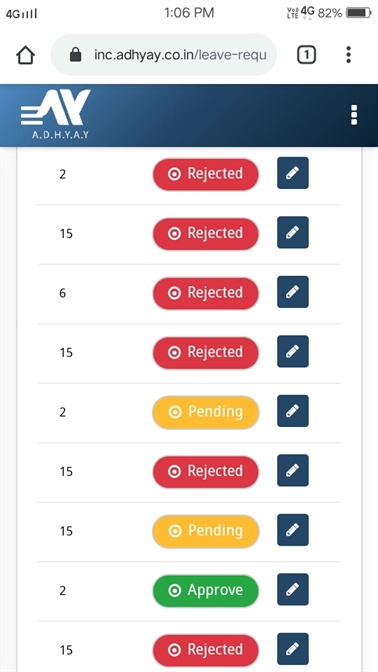 4G 1:06 PM Vo)) LTE 4G 82%
inc.adhyay.co.in/leave-requ 1
AY
A.D.H.Y.A.Y
2 Rejected
15 Rejected
6 Rejected
15 Rejected
2 Pending
15 Rejected
15 Pending
2 Approve
15 Rejected